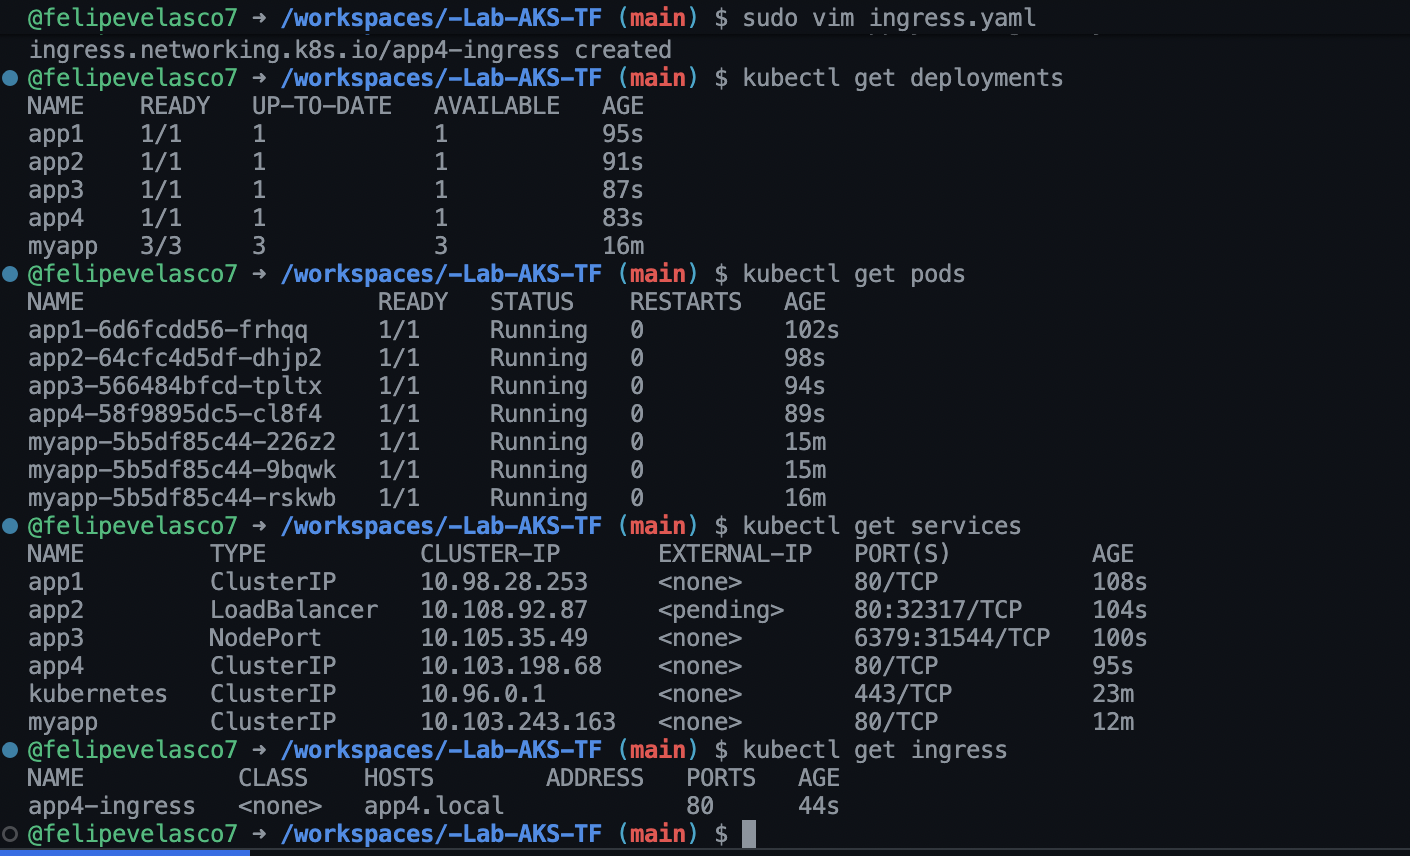 @felipevelasco7 → /workspaces/-Lab-AKS-TF (main) $ sudo vim ingress.yaml
ingress.networking.k8s.io/app4-ingress created
@felipevelasco7 → /workspaces/-Lab-AKS-TF (main) $ kubectl get deployments
NAME    READY   UP-TO-DATE   AVAILABLE   AGE
app1    1/1     1            1           95s
app2    1/1     1            1           91s
app3    1/1     1            1           87s
app4    1/1     1            1           83s
myapp   3/3     3            3           16m
@felipevelasco7 → /workspaces/-Lab-AKS-TF (main) $ kubectl get pods
NAME                     READY   STATUS    RESTARTS   AGE
app1-6d6fcdd56-frhqq     1/1     Running   0          102s
app2-64cfc4d5df-dhjp2    1/1     Running   0          98s
app3-566484bfcd-tpltx    1/1     Running   0          94s
app4-58f9895dc5-cl8f4    1/1     Running   0          89s
myapp-5b5df85c44-226z2   1/1     Running   0          15m
myapp-5b5df85c44-9bqwk   1/1     Running   0          15m
myapp-5b5df85c44-rskwb   1/1     Running   0          16m
@felipevelasco7 → /workspaces/-Lab-AKS-TF (main) $ kubectl get services
NAME         TYPE           CLUSTER-IP       EXTERNAL-IP   PORT(S)          AGE
app1         ClusterIP      10.98.28.253     <none>        80/TCP           108s
app2         LoadBalancer   10.108.92.87     <pending>     80:32317/TCP     104s
app3         NodePort       10.105.35.49     <none>        6379:31544/TCP   100s
app4         ClusterIP      10.103.198.68    <none>        80/TCP           95s
kubernetes   ClusterIP      10.96.0.1        <none>        443/TCP          23m
myapp        ClusterIP      10.103.243.163   <none>        80/TCP           12m
@felipevelasco7 → /workspaces/-Lab-AKS-TF (main) $ kubectl get ingress
NAME           CLASS    HOSTS        ADDRESS   PORTS   AGE
app4-ingress   <none>   app4.local             80      44s
@felipevelasco7 → /workspaces/-Lab-AKS-TF (main) $